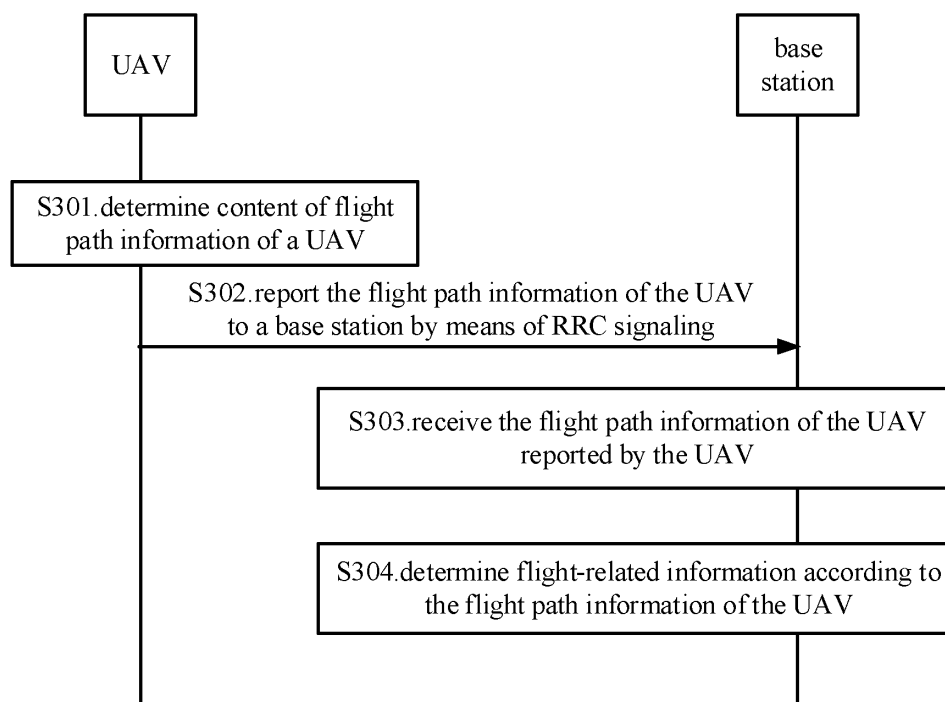 UAV
base
station
S301.determine content of flight
path information of a UAV
S302.report the flight path information of the UAV
to a base station by means of RRC signaling
S303.receive the flight path information of the UAV
reported by the UAV
S304.determine flight-related information according to
the flight path information of the UAV